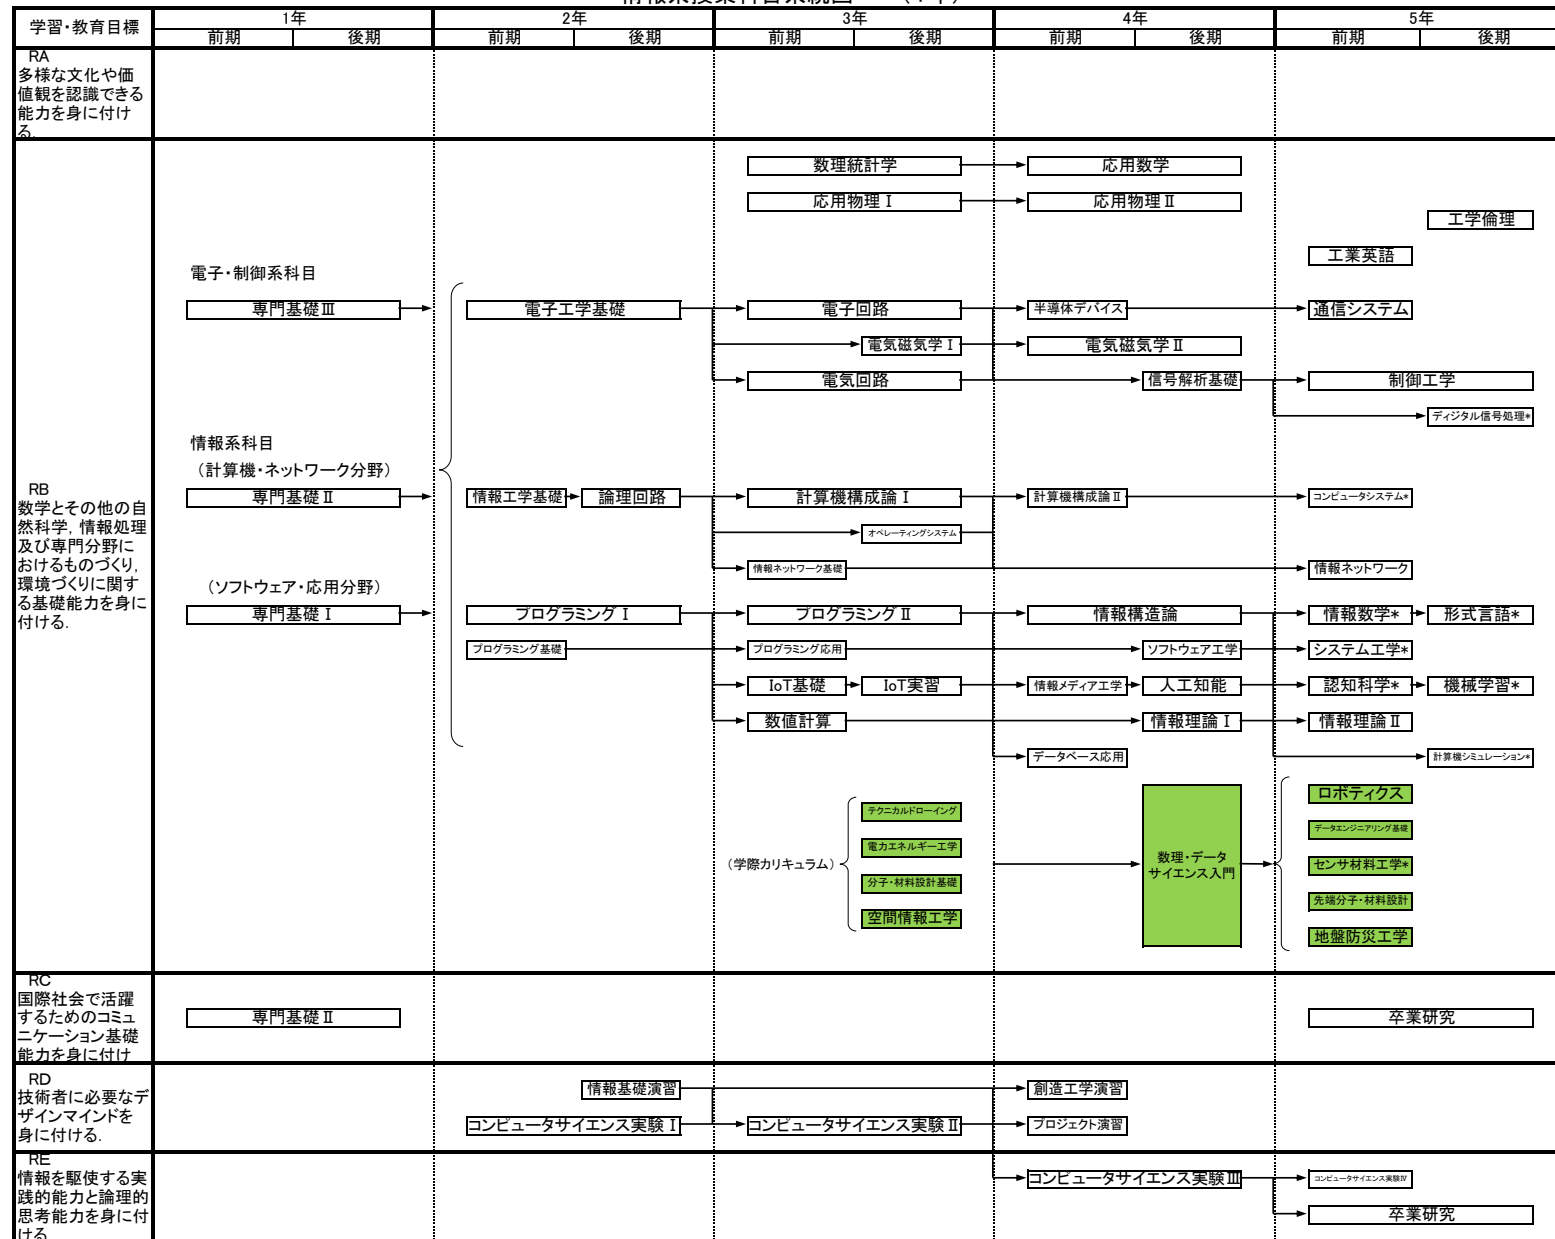 学習・教育目標
1年
2年
3年
4年
5年
前期 後期 前期 後期 前期 後期 前期 後期 前期 後期
RA
多様な文化や価
値観を認識できる
能力を身に付け
る.
数理統計学 応用数学
応用物理Ⅰ 応用物理Ⅱ
工学倫理
工業英語
電子・制御系科目
専門基礎Ⅲ 電子工学基礎 電子回路 半導体デバイス 通信システム
電気磁気学Ⅰ 電気磁気学Ⅱ
電気回路 信号解析基礎 制御工学
ディジタル信号処理*
情報系科目
（計算機・ネットワーク分野）
RB
数学とその他の自
然科学, 情報処理
及び専門分野に
おけるものづくり,
環境づくりに関す
る基礎能力を身に
付ける.
専門基礎Ⅱ 情報工学基礎 論理回路 計算機構成論Ⅰ 計算機構成論Ⅱ コンピュータシステム*
オペレーティングシステム
情報ネットワーク基礎 情報ネットワーク
（ソフトウェア・応用分野）
専門基礎Ⅰ プログラミングⅠ プログラミングⅡ 情報構造論 情報数学* 形式言語*
プログラミング基礎 プログラミング応用 ソフトウェア工学 システム工学*
IoT基礎 IoT実習 情報メディア工学 人工知能 認知科学* 機械学習*
数値計算 情報理論Ⅰ 情報理論Ⅱ
データベース応用 計算機シミュレーション*
（学際カリキュラム）
テクニカルドローイング
電力エネルギー工学
分子・材料設計基礎
空間情報工学
数理・データ
サイエンス入門
ロボティクス
データエンジニアリング基礎
センサ材料工学*
先端分子・材料設計
地盤防災工学
RC
国際社会で活躍
するためのコミュ
ニケーション基礎
能力を身に付け
専門基礎Ⅱ 卒業研究
RD
技術者に必要なデ
ザインマインドを
身に付ける.
情報基礎演習 創造工学演習
コンピュータサイエンス実験Ⅰ コンピュータサイエンス実験Ⅱ プロジェクト演習
RE
情報を駆使する実
践的能力と論理的
思考能力を身に付
ける
コンピュータサイエンス実験Ⅲ コンピュータサイエンス実験Ⅳ
卒業研究